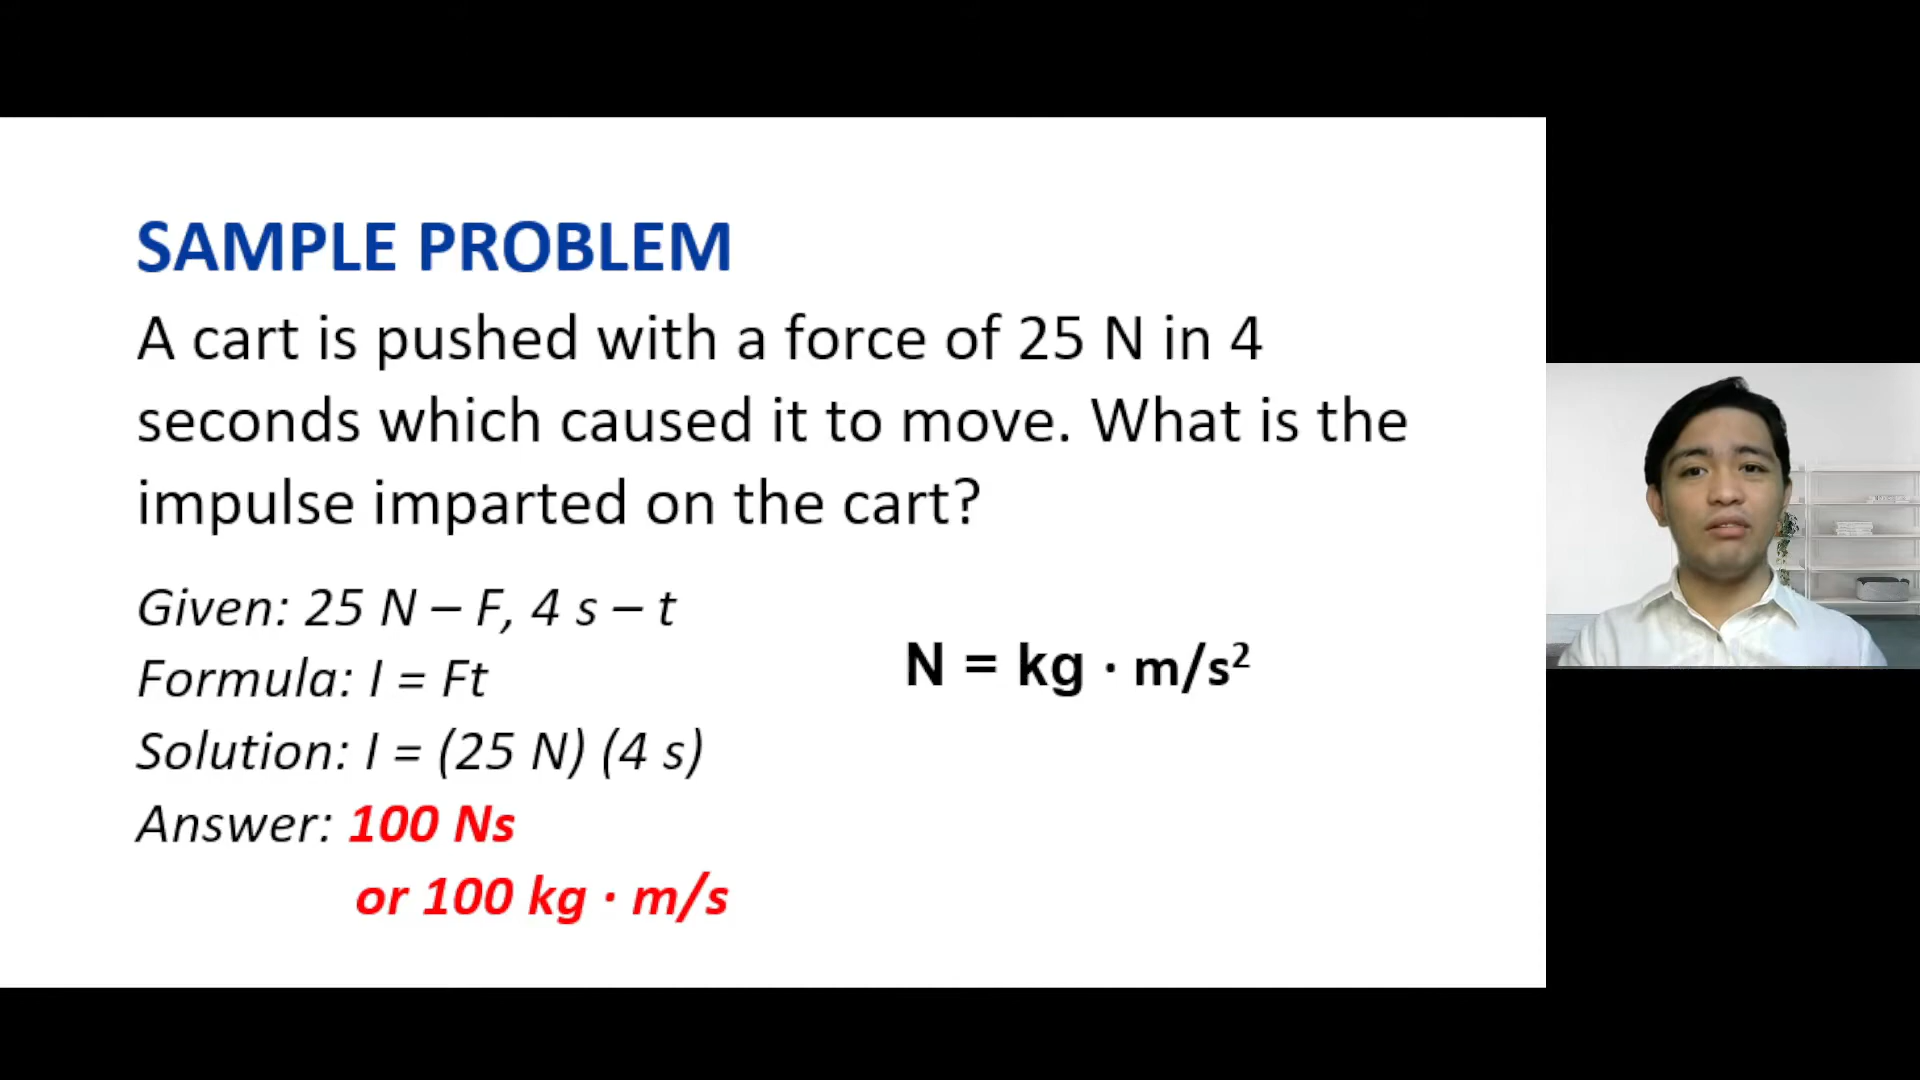 SAMPLE PROBLEM
A cart is pushed with a force of 25 N in 4
seconds which caused it to move. What is the
impulse imparted on the cart?
Given: 25 N – F, 4 s – t
Formula: I = Ft
Solution: I = (25 N) (4 s)
Answer: 100 Ns
or 100 kg · m/s
N = kg · m/s²